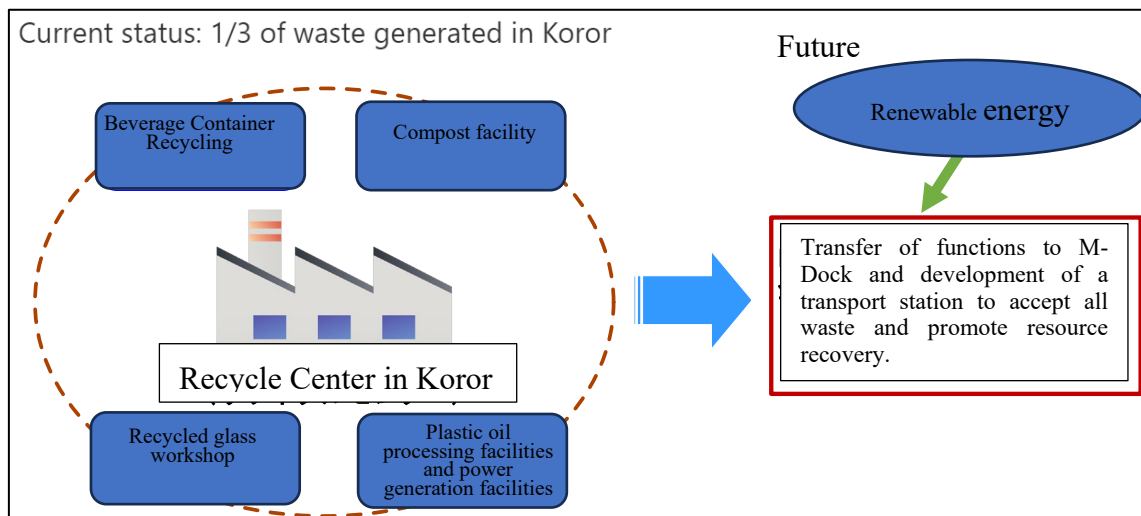 Current status: 1/3 of waste generated in Koror
Future
Beverage Container
Recycling
Compost facility
Renewable energy
Transfer of functions to M-
Dock and development of a
transport station to accept all
waste and promote resource
recovery.
Recycle Center in Koror
Recycled glass
workshop
Plastic oil
processing facilities
and power
generation facilities